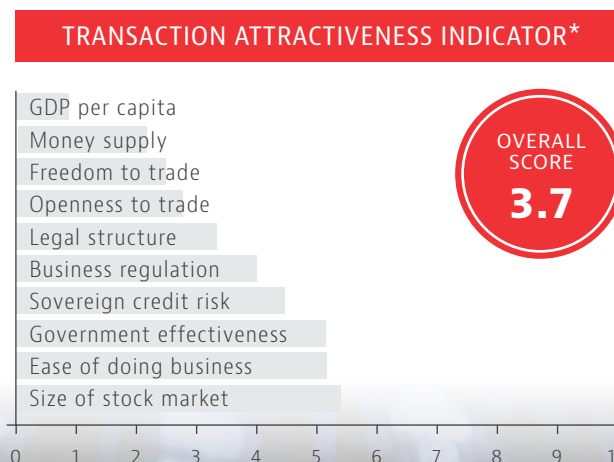 TRANSACTION ATTRACTIVENESS INDICATOR*
GDP per capita
Money supply
Freedom to trade
Openness to trade
Legal structure
Business regulation
Sovereign credit risk
Government effectiveness
Ease of doing business
Size of stock market
OVERALL
SCORE
3.7
0 1 2 3 4 5 6 7 8 9